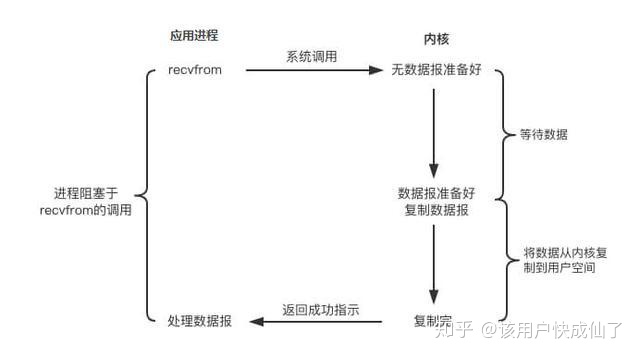 应用进程
内核
系统调用
recvfrom
无数据报准备好
等待数据
进程阻塞于
recvfrom的调用
数据报准备好
复制数据报
将数据从内核复
制到用户空间
返回成功指示
处理数据报
复制完
知乎 @该用户快成仙了